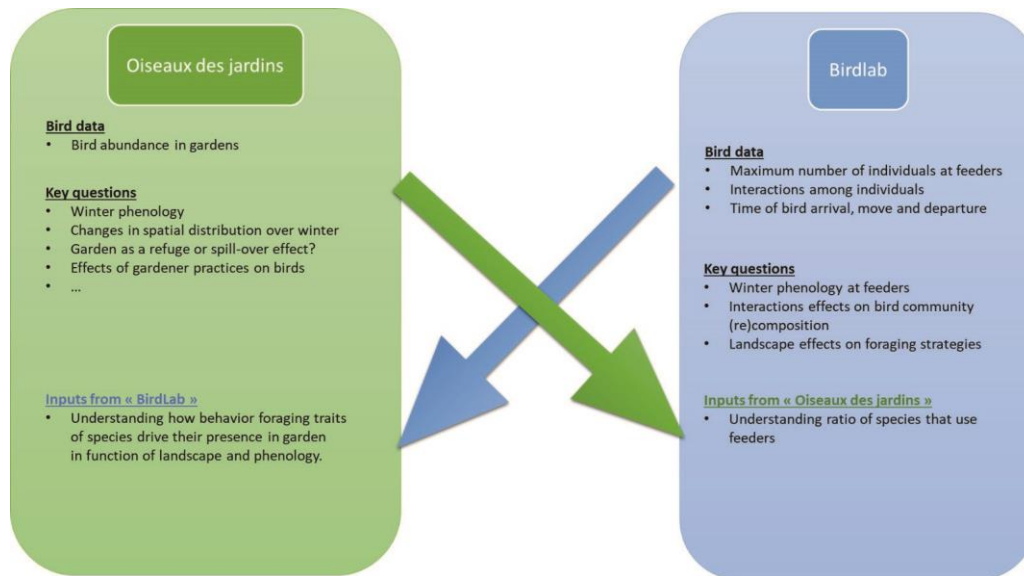 Oiseaux des jardins
Bird data
• Bird abundance in gardens
Key questions
• Winter phenology
• Changes in spatial distribution over winter
• Garden as a refuge or spill-over effect?
• Effects of gardener practices on birds
• ...
Inputs from « BirdLab »
• Understanding how behavior foraging traits
of species drive their presence in garden
in function of landscape and phenology.
Birdlab
Bird data
• Maximum number of individuals at feeders
• Interactions among individuals
• Time of bird arrival, move and departure
Key questions
• Winter phenology at feeders
• Interactions effects on bird community
(re)composition
• Landscape effects on foraging strategies
Inputs from « Oiseaux des jardins »
• Understanding ratio of species that use
feeders